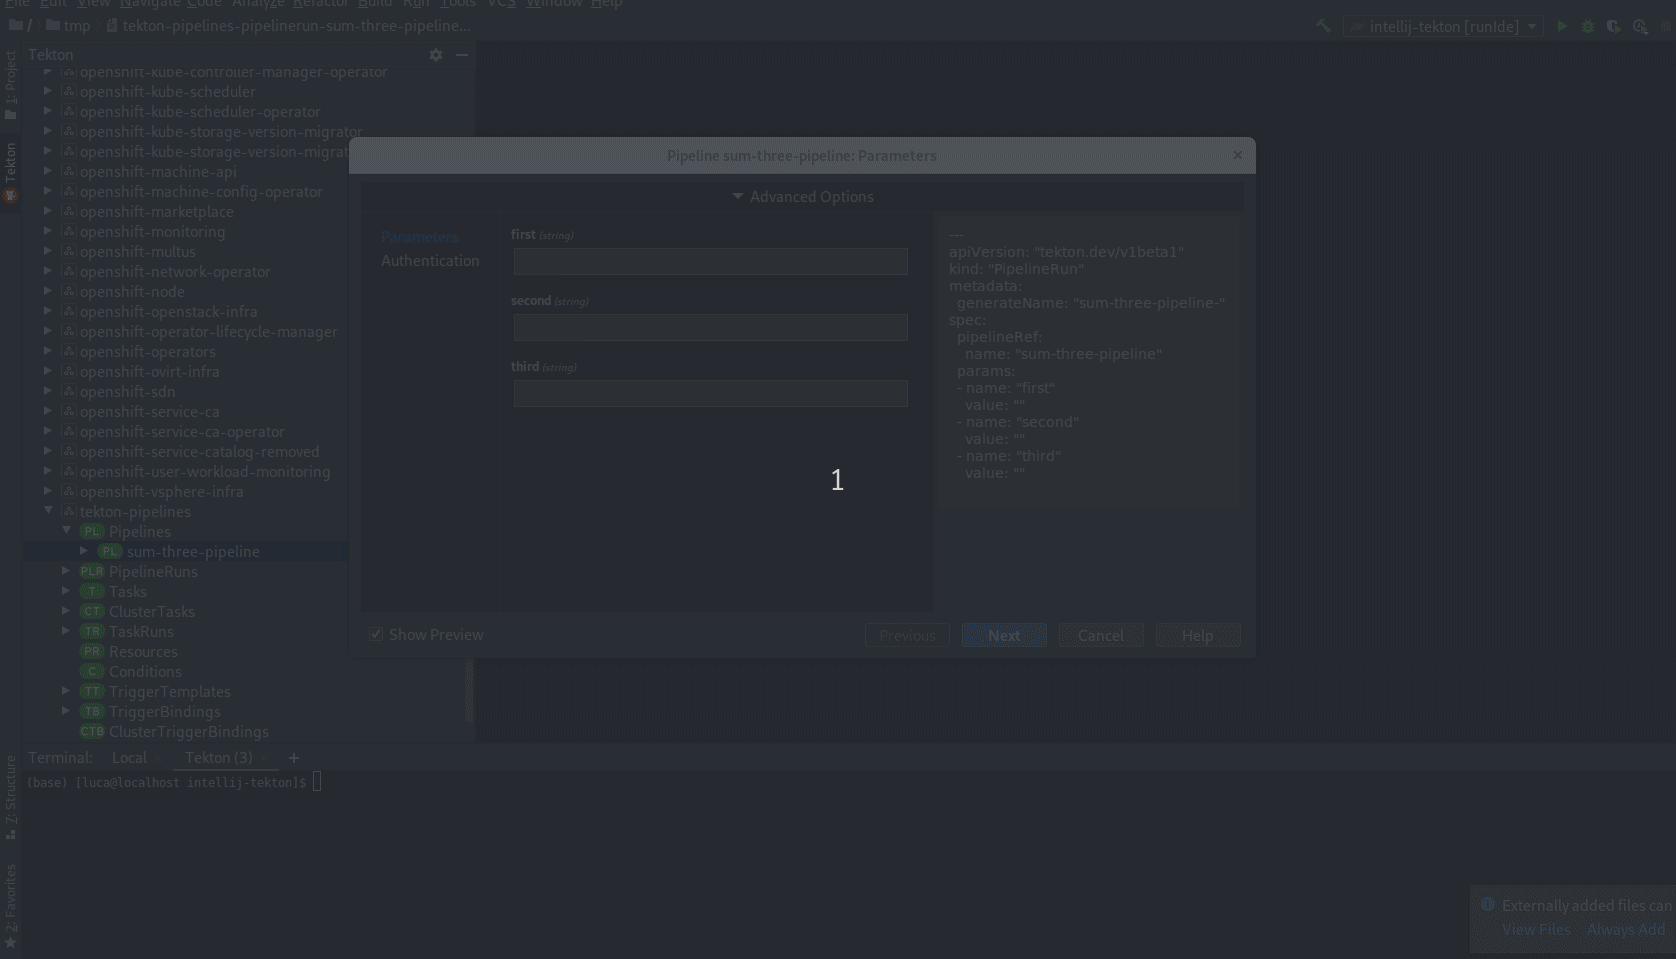 File Edit View Navigate Code Analyze Refactor Build Run Tools VCS Window Help
/ tmp tekton-pipelines-pipelinerun-sum-three-pipeline...
intellij-tekton [runIde]
1: Project
Tekton
Tekton
openshift-kube-controller-manager-operator
openshift-kube-scheduler
openshift-kube-scheduler-operator
openshift-kube-storage-version-migrator
openshift-kube-storage-version-migrat
openshift-machine-api
openshift-machine-config-operator
openshift-marketplace
openshift-monitoring
openshift-multus
openshift-network-operator
openshift-node
openshift-openstack-infra
openshift-operator-lifecycle-manager
openshift-operators
openshift-ovirt-infra
openshift-sdn
openshift-service-ca
openshift-service-ca-operator
openshift-service-catalog-removed
openshift-user-workload-monitoring
openshift-vsphere-infra
tekton-pipelines
PL Pipelines
PL sum-three-pipeline
PLR PipelineRuns
T Tasks
CT ClusterTasks
TR TaskRuns
PR Resources
C Conditions
TT TriggerTemplates
TB TriggerBindings
CTB ClusterTriggerBindings
Pipeline sum-three-pipeline: Parameters
Advanced Options
Parameters
Authentication
first (string)
second (string)
third (string)
---
apiVersion: "tekton.dev/v1beta1"
kind: "PipelineRun"
metadata:
generateName: "sum-three-pipeline-"
spec:
pipelineRef:
name: "sum-three-pipeline"
params:
- name: "first"
value: ""
- name: "second"
value: ""
- name: "third"
value: ""
1
Show Preview
Previous Next Cancel Help
Terminal: Local Tekton (3) +
(base) [luca@localhost intellij-tekton]$
Z: Structure
2: Favorites
Externally added files can
View Files Always Add